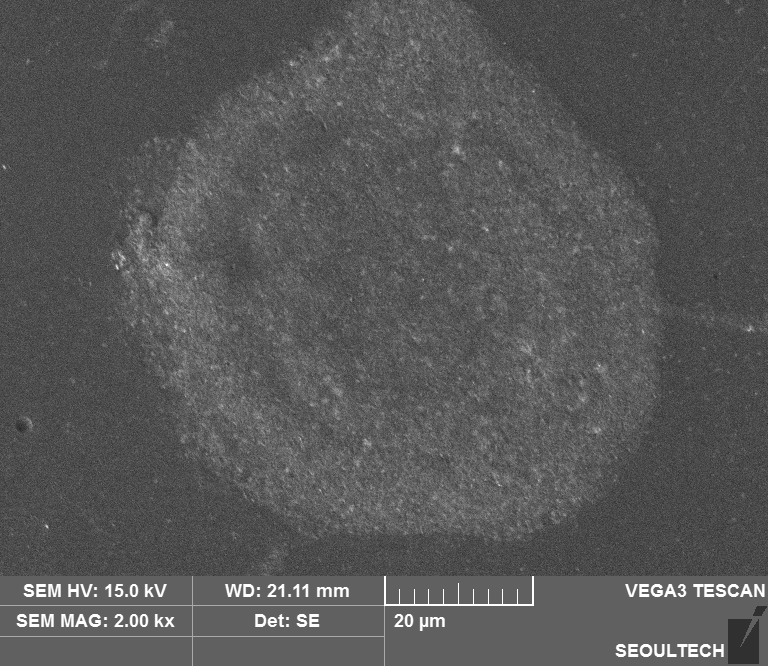 SEM HV: 15.0 kV
WD: 21.11 mm
VEGA3 TESCAN
SEM MAG: 2.00 kx
Det: SE
20 µm
SEOULTECH